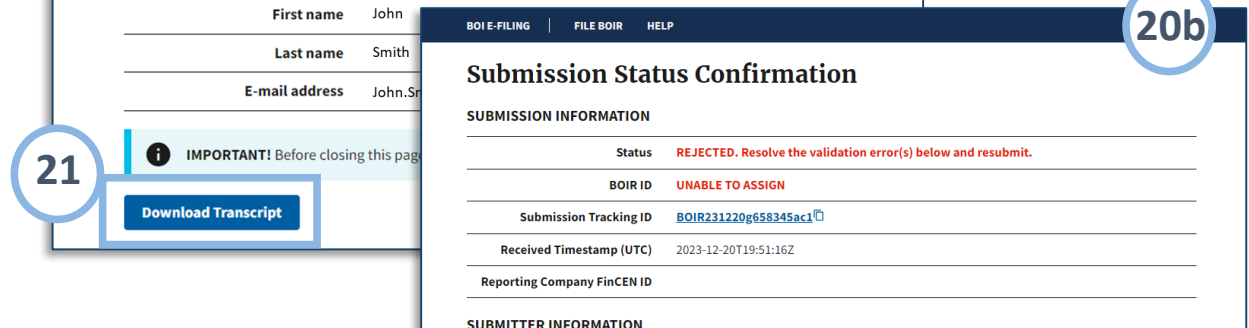 First name John
Last name Smith
E-mail address
21
IMPORTANT! Before closing this
Download Transcript
20b
BOI E-FILING | FILE BOIR HELP
Submission Status Confirmation
SUBMISSION INFORMATION
Status REJECTED. Resolve the validation error(s) below and resubmit.
BOIR ID UNABLE TO ASSIGN
Submission Tracking ID BOIR231220g658345ac1
Received Timestamp (UTC) 2023-12-20T19:51:16Z
Reporting Company FinCEN ID
SUBMITTER INFORMATION